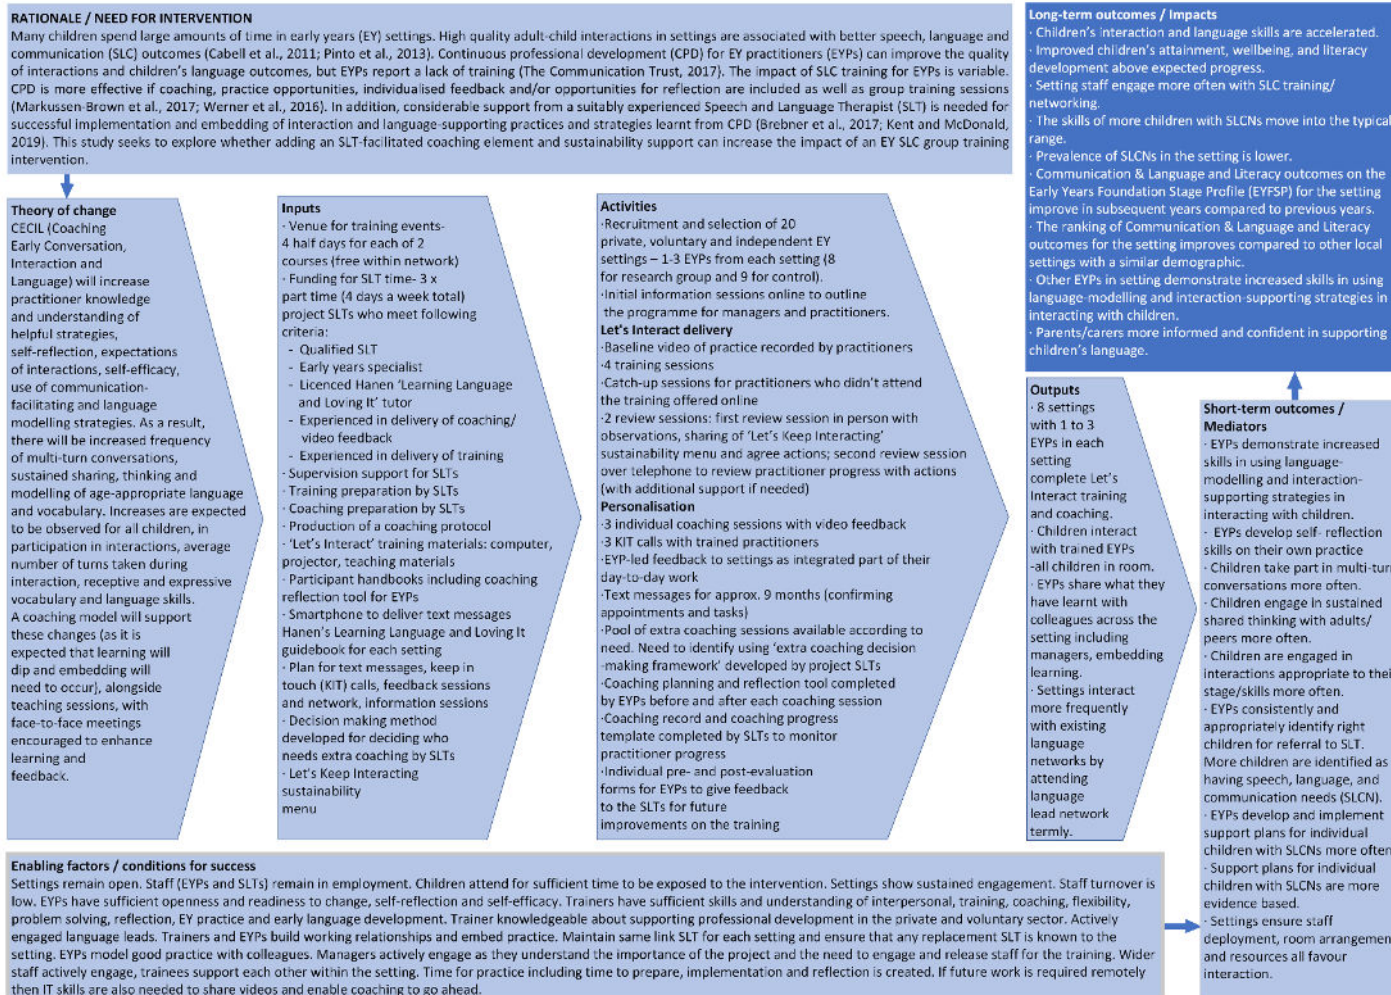 RATIONALE / NEED FOR INTERVENTION
Many children spend large amounts of time in early years (EY) settings. High quality adult-child interactions in settings are associated with better speech, language and
communication (SLC) outcomes (Cabell et al., 2011; Pinto et al., 2013). Continuous professional development (CPD) for EY practitioners (EYPs) can improve the quality
of interactions and children's language outcomes, but EYPs report a lack of training (The Communication Trust, 2017). The impact of SLC training for EYPs is variable.
CPD is more effective if coaching, practice opportunities, individualised feedback and/or opportunities for reflection are included as well as group training sessions
(Markussen-Brown et al., 2017; Werner et al., 2016). In addition, considerable support from a suitably experienced Speech and Language Therapist (SLT) is needed for
successful implementation and embedding of interaction and language-supporting practices and strategies learnt from CPD (Brebner et al., 2017; Kent and McDonald,
2019). This study seeks to explore whether adding an SLT-facilitated coaching element and sustainability support can increase the impact of an EY SLC group training
intervention.
Theory of change
CECIL (Coaching
Early Conversation,
Interaction and
Language) will increase
practitioner knowledge
and understanding of
helpful strategies,
self-reflection, expectations
of interactions, self-efficacy,
use of communication-
facilitating and language
modelling strategies. As a result,
there will be increased frequency
of multi-turn conversations,
sustained sharing, thinking and
modelling of age-appropriate language
and vocabulary. Increases are expected
to be observed for all children, in
participation in interactions, average
number of turns taken during
interaction, receptive and expressive
vocabulary and language skills.
A coaching model will support
these changes (as it is
expected that learning will
dip and embedding will
need to occur), alongside
teaching sessions, with
face-to-face meetings
encouraged to enhance
learning and
feedback.
Inputs
· Venue for training events-
4 half days for each of 2
courses (free within network)
· Funding for SLT time- 3 x
part time (4 days a week total)
project SLTs who meet following
criteria:
- Qualified SLT
- Early years specialist
- Licenced Hanen 'Learning Language
and Loving It' tutor
- Experienced in delivery of coaching/
video feedback
- Experienced in delivery of training
· Supervision support for SLTs
· Training preparation by SLTs
· Coaching preparation by SLTs
· Production of a coaching protocol
· 'Let's Interact' training materials: computer,
projector, teaching materials
· Participant handbooks including coaching
reflection tool for EYPs
· Smartphone to deliver text messages
Hanen's Learning Language and Loving It
guidebook for each setting
· Plan for text messages, keep in
touch (KIT) calls, feedback sessions
and network, information sessions
· Decision making method
developed for deciding who
needs extra coaching by SLTs
· Let's Keep Interacting
sustainability
menu
Activities
·Recruitment and selection of 20
private, voluntary and independent EY
settings – 1-3 EYPs from each setting (8
for research group and 9 for control).
·Initial information sessions online to outline
the programme for managers and practitioners.
Let's Interact delivery
·Baseline video of practice recorded by practitioners
·4 training sessions
·Catch-up sessions for practitioners who didn't attend
the training offered online
·2 review sessions: first review session in person with
observations, sharing of 'Let's Keep Interacting'
sustainability menu and agree actions; second review session
over telephone to review practitioner progress with actions
(with additional support if needed)
Personalisation
·3 individual coaching sessions with video feedback
·3 KIT calls with trained practitioners
·EYP-led feedback to settings as integrated part of their
day-to-day work
·Text messages for approx. 9 months (confirming
appointments and tasks)
·Pool of extra coaching sessions available according to
need. Need to identify using 'extra coaching decision
-making framework' developed by project SLTs
·Coaching planning and reflection tool completed
by EYPs before and after each coaching session
·Coaching record and coaching progress
template completed by SLTs to monitor
practitioner progress
·Individual pre- and post-evaluation
forms for EYPs to give feedback
to the SLTs for future
improvements on the training
Outputs
· 8 settings
with 1 to 3
EYPs in each
setting
complete Let's
Interact training
and coaching.
· Children interact
with trained EYPs
-all children in room.
· EYPs share what they
have learnt with
colleagues across the
setting including
managers, embedding
learning.
· Settings interact
more frequently
with existing
language
networks by
attending
language
lead network
termly.
Short-term outcomes /
Mediators
· EYPs demonstrate increased
skills in using language-
modelling and interaction-
supporting strategies in
interacting with children.
· EYPs develop self- reflection
skills on their own practice
· Children take part in multi-turn
conversations more often.
· Children engage in sustained
shared thinking with adults/
peers more often.
· Children are engaged in
interactions appropriate to their
stage/skills more often.
· EYPs consistently and
appropriately identify right
children for referral to SLT.
More children are identified as
having speech, language, and
communication needs (SLCN).
· EYPs develop and implement
support plans for individual
children with SLCNs more often
· Support plans for individual
children with SLCNs are more
evidence based.
· Settings ensure staff
deployment, room arrangement
and resources all favour
interaction.
Long-term outcomes / Impacts
· Children's interaction and language skills are accelerated.
· Improved children's attainment, wellbeing, and literacy
development above expected progress.
· Setting staff engage more often with SLC training/
networking.
· The skills of more children with SLCNs move into the typical
range.
· Prevalence of SLCNs in the setting is lower.
· Communication & Language and Literacy outcomes on the
Early Years Foundation Stage Profile (EYFSP) for the setting
improve in subsequent years compared to previous years.
· The ranking of Communication & Language and Literacy
outcomes for the setting improves compared to other local
settings with a similar demographic.
· Other EYPs in setting demonstrate increased skills in using
language-modelling and interaction-supporting strategies in
interacting with children.
· Parents/carers more informed and confident in supporting
children's language.
Enabling factors / conditions for success
Settings remain open. Staff (EYPs and SLTs) remain in employment. Children attend for sufficient time to be exposed to the intervention. Settings show sustained engagement. Staff turnover is
low. EYPs have sufficient openness and readiness to change, self-reflection and self-efficacy. Trainers have sufficient skills and understanding of interpersonal, training, coaching, flexibility,
problem solving, reflection, EY practice and early language development. Trainer knowledgeable about supporting professional development in the private and voluntary sector. Actively
engaged language leads. Trainers and EYPs build working relationships and embed practice. Maintain same link SLT for each setting and ensure that any replacement SLT is known to the
setting. EYPs model good practice with colleagues. Managers actively engage as they understand the importance of the project and the need to engage and release staff for the training. Wider
staff actively engage, trainees support each other within the setting. Time for practice including time to prepare, implementation and reflection is created. If future work is required remotely
then IT skills are also needed to share videos and enable coaching to go ahead.